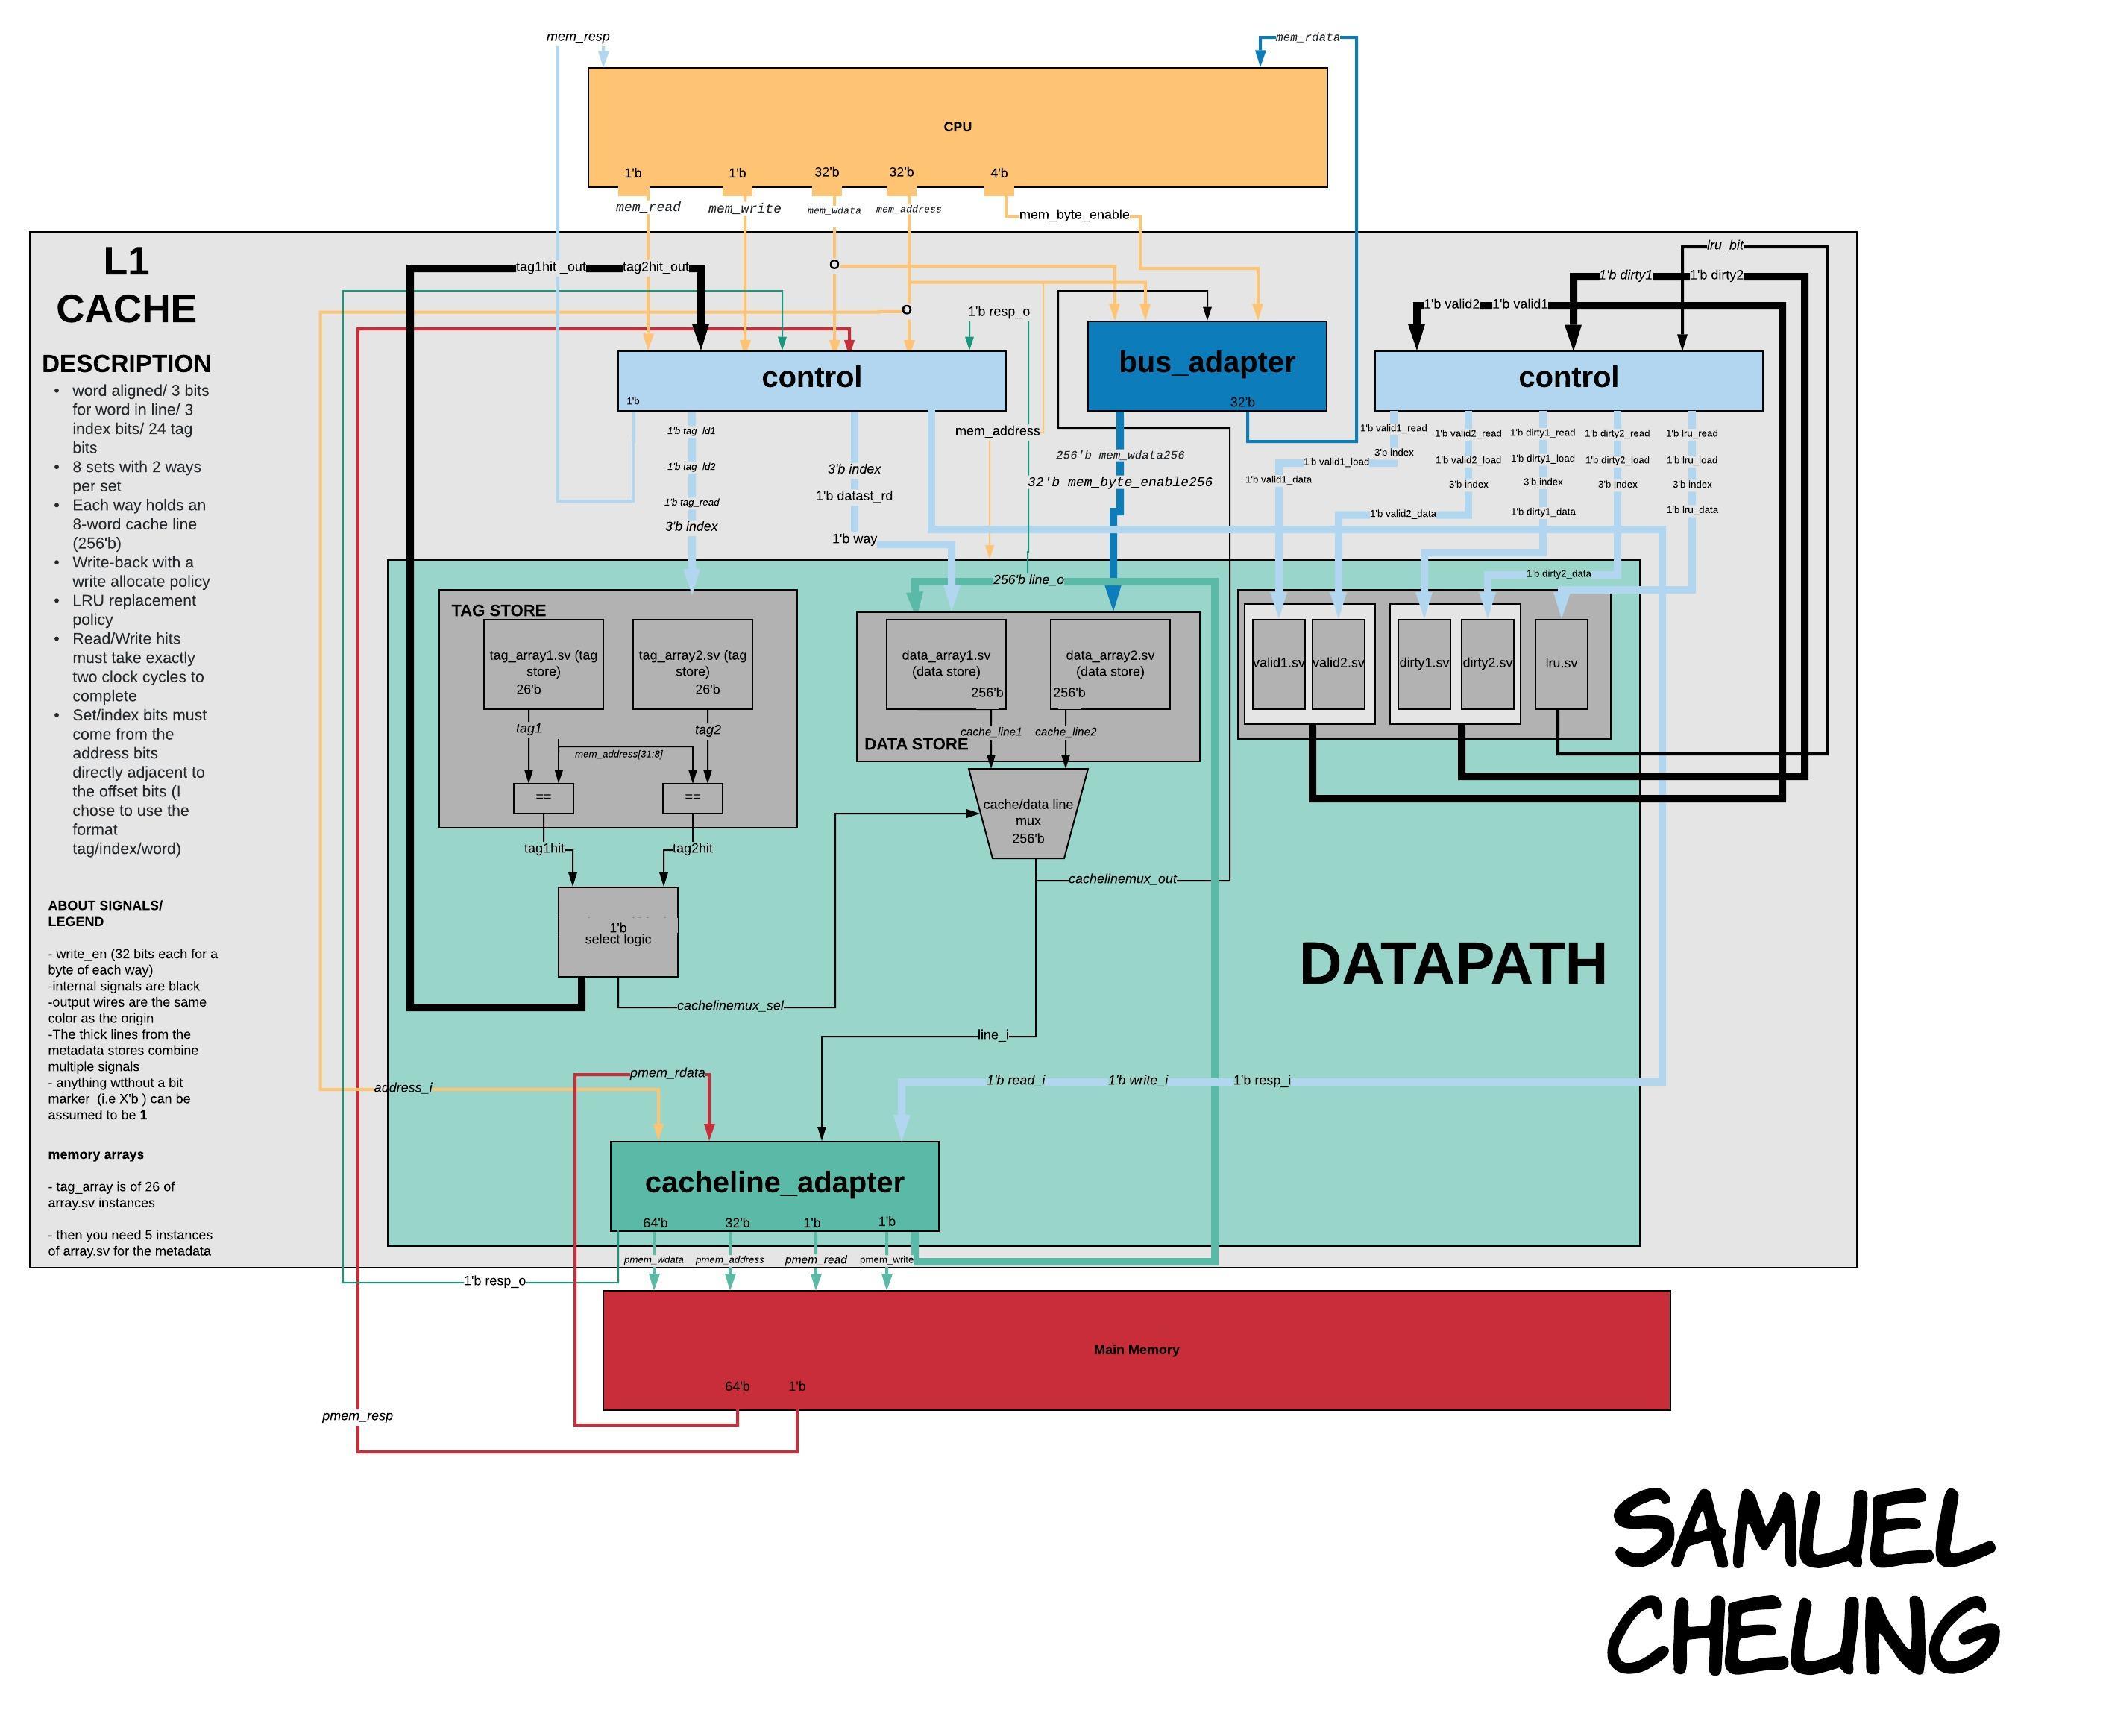 mem_resp
mem_rdata
CPU
1'b
1'b
32'b
32'b
4'b
mem_read
mem_write
mem_wdata
mem_address
mem_byte_enable
L1
CACHE
DESCRIPTION
• word aligned/ 3 bits
for word in line/ 3
index bits/ 24 tag
bits
• 8 sets with 2 ways
per set
• Each way holds an
8-word cache line
(256'b)
• Write-back with a
write allocate policy
• LRU replacement
policy
• Read/Write hits
must take exactly
two clock cycles to
complete
• Set/index bits must
come from the
address bits
directly adjacent to
the offset bits (I
chose to use the
format
tag/index/word)
ABOUT SIGNALS/
LEGEND
- write_en (32 bits each for a
byte of each way)
-internal signals are black
-output wires are the same
color as the origin
-The thick lines from the
metadata stores combine
multiple signals
- anything wtthout a bit
marker (i.e X'b ) can be
assumed to be 1
memory arrays
- tag_array is of 26 of
array.sv instances
- then you need 5 instances
of array.sv for the metadata
tag1hit _out
tag2hit_out
O
O
1'b resp_o
lru_bit
1'b dirty1
1'b dirty2
1'b valid2
1'b valid1
control
1'b
bus_adapter
32'b
control
1'b tag_ld1
1'b tag_ld2
1'b tag_read
3'b index
3'b index
1'b datast_rd
1'b way
mem_address
256'b mem_wdata256
32'b mem_byte_enable256
1'b valid1_read
3'b index
1'b valid1_load
1'b valid1_data
1'b valid2_read
1'b valid2_load
3'b index
1'b valid2_data
1'b dirty1_read
1'b dirty1_load
3'b index
1'b dirty1_data
1'b dirty2_read
1'b dirty2_load
3'b index
1'b dirty2_data
1'b lru_read
1'b lru_load
3'b index
1'b lru_data
256'b line_o
TAG STORE
tag_array1.sv (tag
store)
26'b
tag_array2.sv (tag
store)
26'b
tag1
tag2
mem_address[31:8]
==
==
tag1hit
tag2hit
1'b
select logic
cachelinemux_sel
data_array1.sv
(data store)
256'b
data_array2.sv
(data store)
256'b
cache_line1
cache_line2
DATA STORE
cache/data line
mux
256'b
cachelinemux_out
valid1.sv
valid2.sv
dirty1.sv
dirty2.sv
lru.sv
DATAPATH
line_i
pmem_rdata
address_i
1'b read_i
1'b write_i
1'b resp_i
cacheline_adapter
64'b
32'b
1'b
1'b
pmem_wdata
pmem_address
pmem_read
pmem_write
1'b resp_o
Main Memory
64'b
1'b
pmem_resp
SAMUEL
CHEUNG